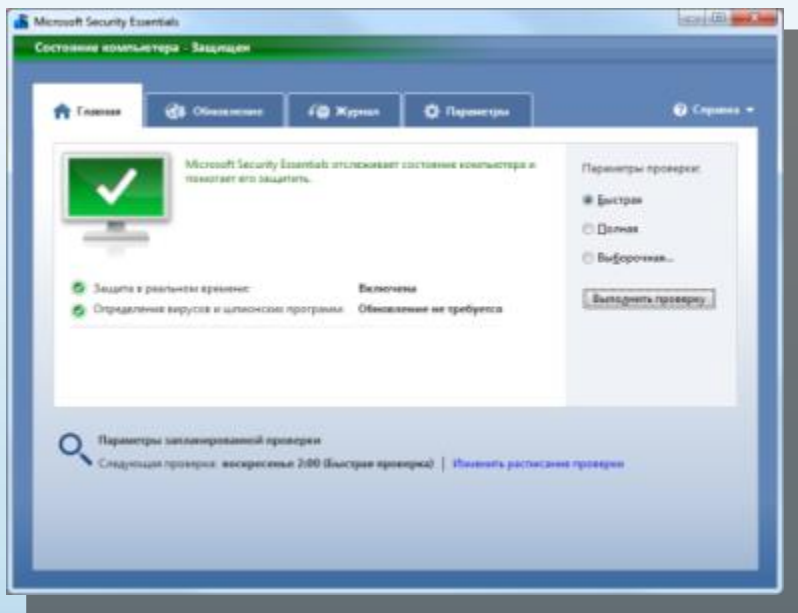 Microsoft Security Essentials
Состояние компьютера - Защищен
Главная
Обновление
Журнал
Параметры
Справка
Microsoft Security Essentials отслеживает состояние компьютера и
помогает его защитить.
Параметры проверки:
Быстрая
Полная
Выборочная...
Выполнить проверку
Защита в реальном времени: Включена
Определения вирусов и шпионских программ: Обновление не требуется
Параметры запланированной проверки
Следующая проверка: воскресенье 2:00 (Быстрая проверка) | Изменить расписание проверки